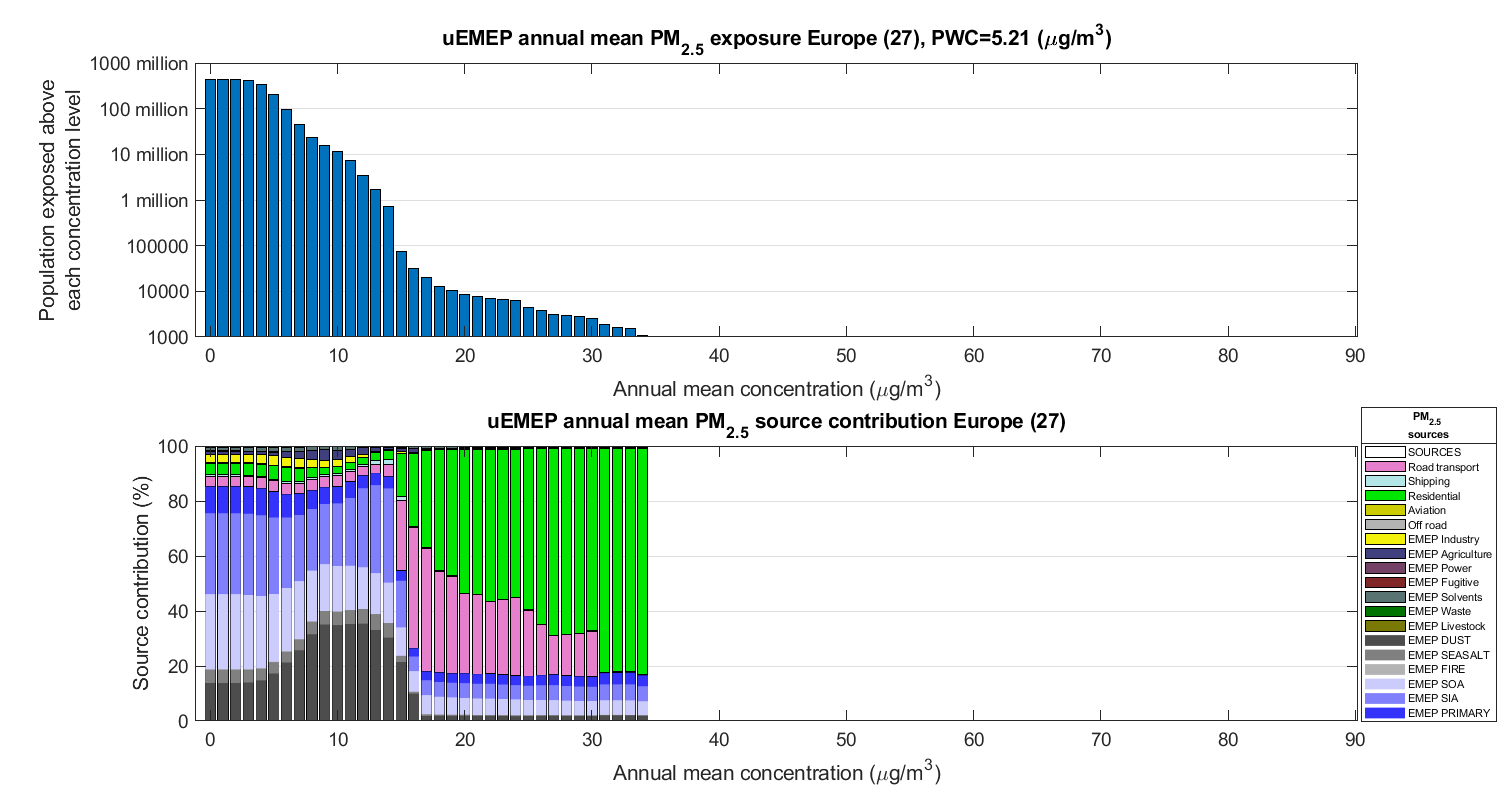 uEMEP annual mean PM2.5 exposure Europe (27), PWC=5.21 (μg/m3)
Population exposed above
each concentration level
1000 million
100 million
10 million
1 million
100000
10000
1000
0 10 20 30 40 50 60 70 80 90
Annual mean concentration (μg/m3)
uEMEP annual mean PM2.5 source contribution Europe (27)
Source contribution (%)
100
80
60
40
20
0
0 10 20 30 40 50 60 70 80 90
Annual mean concentration (μg/m3)
PM2.5
sources
SOURCES
Road transport
Shipping
Residential
Aviation
Off road
EMEP Industry
EMEP Agriculture
EMEP Power
EMEP Fugitive
EMEP Solvents
EMEP Waste
EMEP Livestock
EMEP DUST
EMEP SEASALT
EMEP FIRE
EMEP SOA
EMEP SIA
EMEP PRIMARY